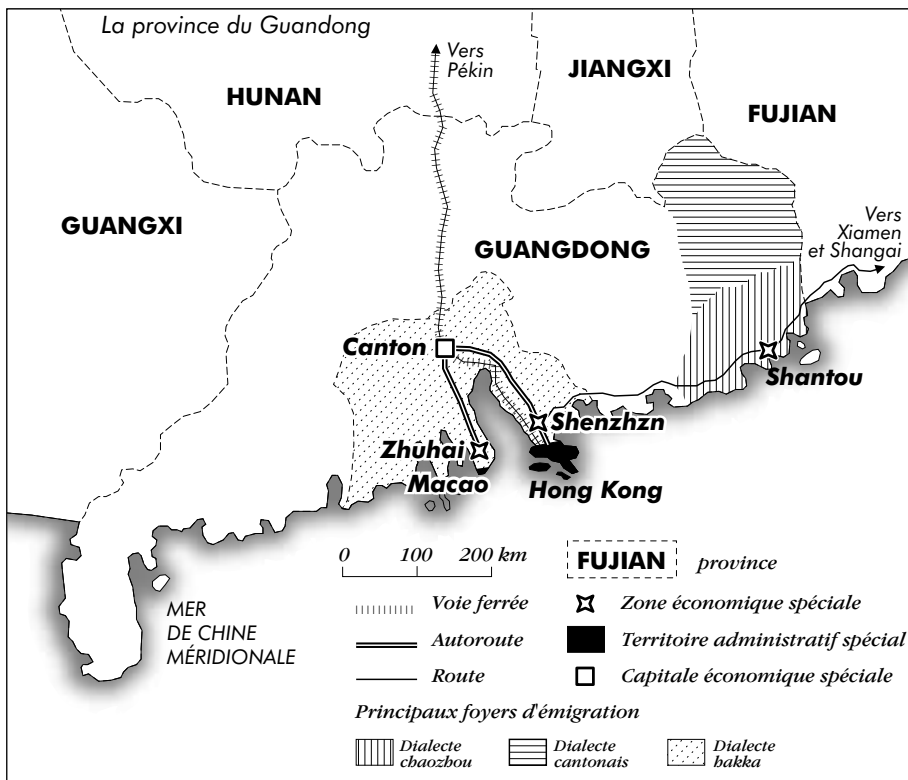 La province du Guandong
Vers
Pékin
JIANGXI
HUNAN
FUJIAN
GUANGXI
Vers
Xiamen
et Shangai
GUANGDONG
Canton
Shantou
Shenzhzn
Zhuhai
Macao
Hong Kong
MER
DE CHINE
MÉRIDIONALE
0 100 200 km
FUJIAN province
Voie ferrée
Zone économique spéciale
Autoroute
Territoire administratif spécial
Route
Capitale économique spéciale
Principaux foyers d'émigration
Dialecte
chaozhou
Dialecte
cantonais
Dialecte
hakka